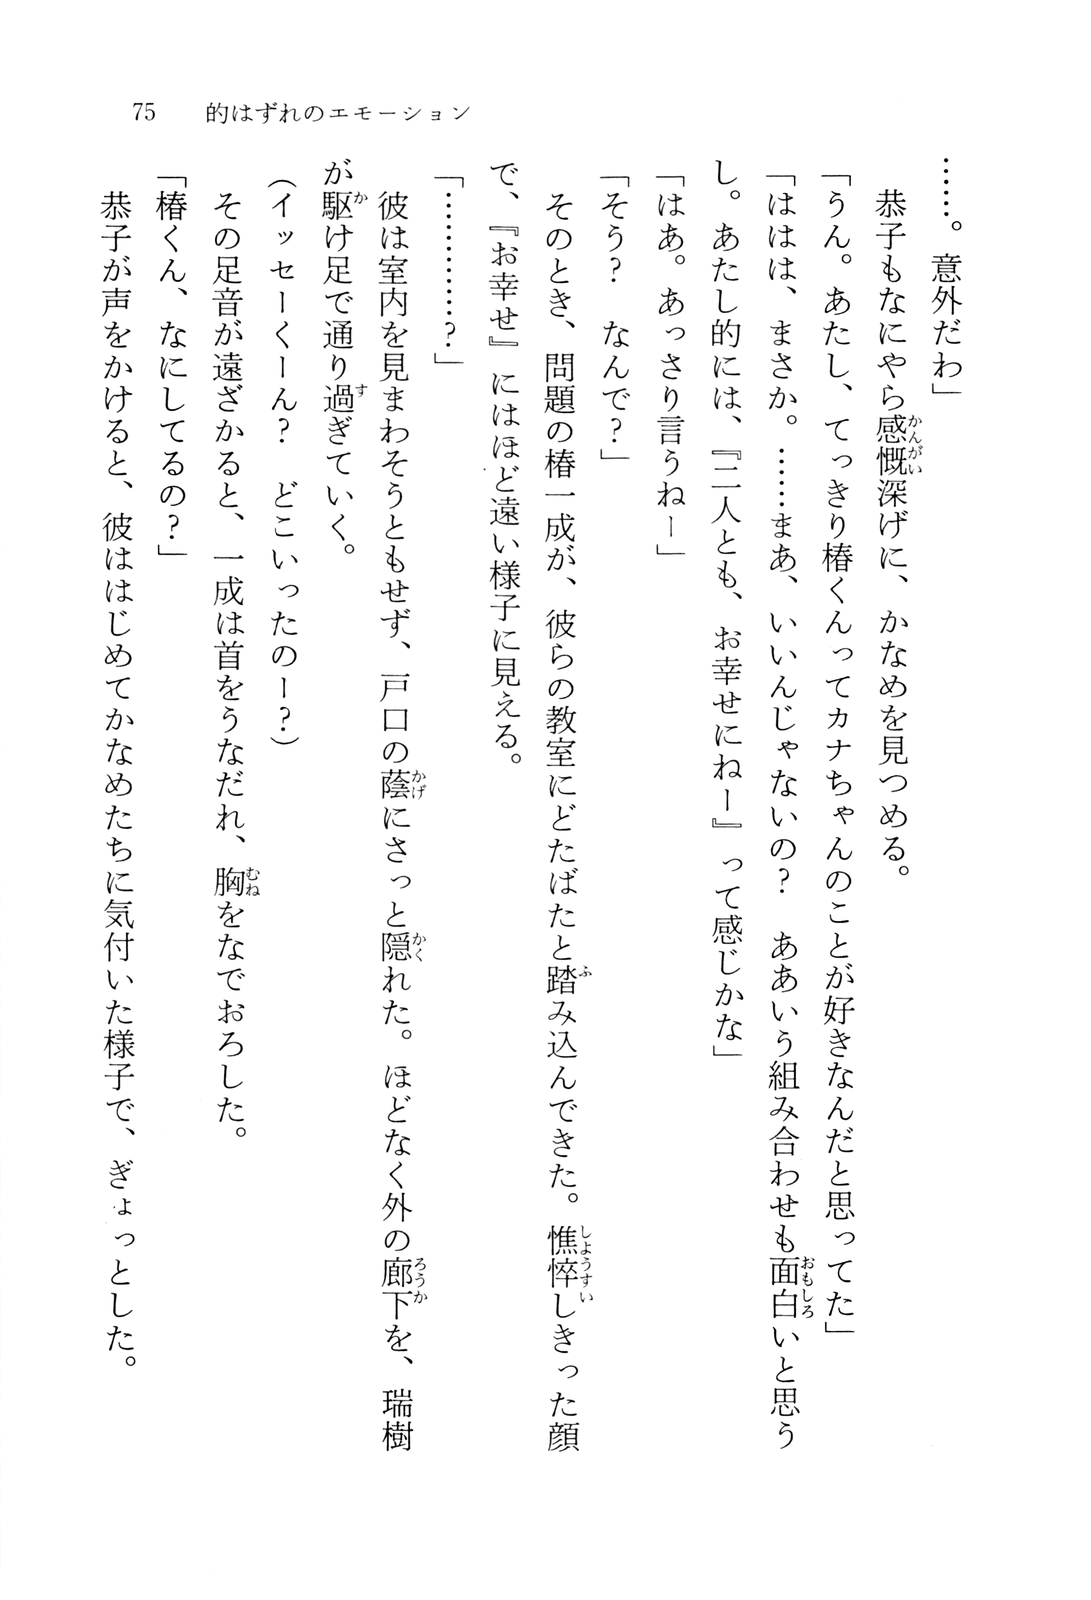 75　的はずれのエモーション
……。意外だわ」
　恭子もなにやら感慨深げに、かなめを見つめる。
「うん。あたし、てっきり椿くんってカナちゃんのことが好きなんだと思ってた」
「ははは、まさか。……まあ、いいんじゃないの？　ああいう組み合わせも面白いと思う
し。あたし的には、『二人とも、お幸せにねー』って感じかな」
「はあ。あっさり言うねー」
「そう？　なんで？」
　そのとき、問題の椿一成が、彼らの教室にどたばたと踏み込んできた。憔悴しきった顔
で、『お幸せ』にはほど遠い様子に見える。
「…………？」
　彼は室内を見まわそうともせず、戸口の蔭にさっと隠れた。ほどなく外の廊下を、瑞樹
が駆け足で通り過ぎていく。
（イッセーくーん？　どこいったのー？）
　その足音が遠ざかると、一成は首をうなだれ、胸をなでおろした。
「椿くん、なにしてるの？」
　恭子が声をかけると、彼ははじめてかなめたちに気付いた様子で、ぎょっとした。